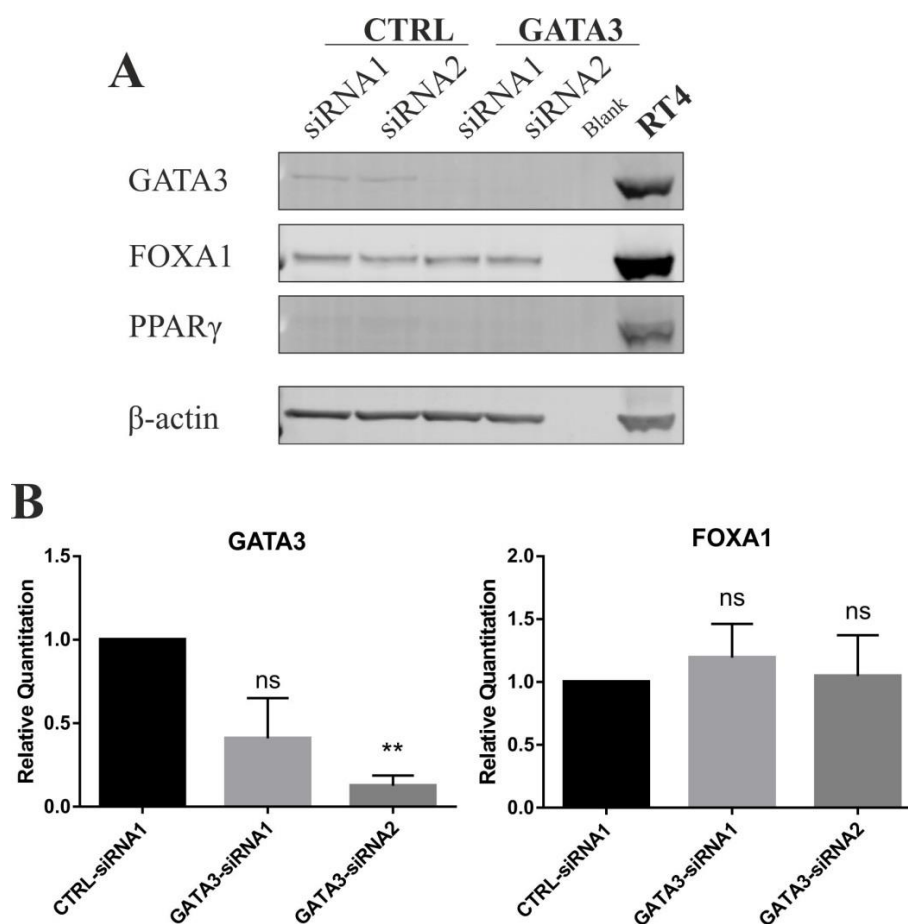 A
CTRL GATA3
siRNA1 siRNA2 siRNA1 siRNA2 Blank RT4
GATA3
FOXA1
PPARγ
β-actin
B
GATA3
Relative Quantitation
1.5
1.0
0.5
0.0
ns
**
CTRL-siRNA1
GATA3-siRNA1
GATA3-siRNA2
FOXA1
Relative Quantitation
2.0
1.5
1.0
0.5
0.0
ns
ns
CTRL-siRNA1
GATA3-siRNA1
GATA3-siRNA2